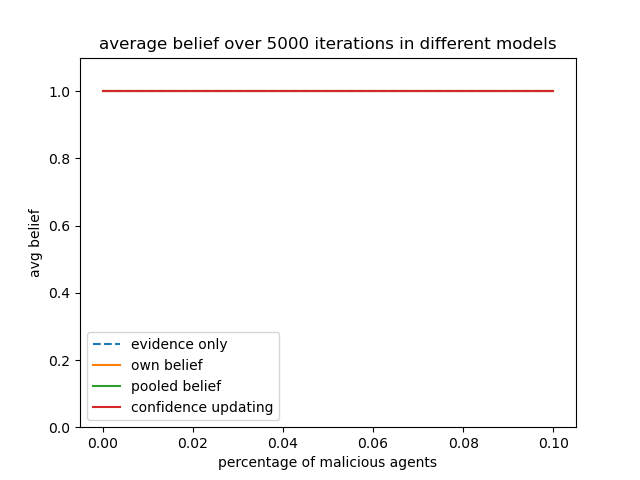 average belief over 5000 iterations in different models
avg belief
1.0
0.8
0.6
0.4
0.2
0.0
evidence only
own belief
pooled belief
confidence updating
0.00 0.02 0.04 0.06 0.08 0.10
percentage of malicious agents